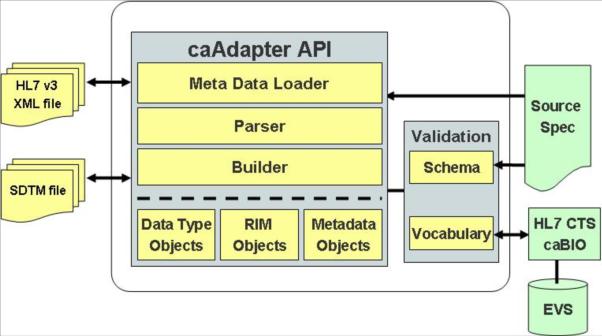 caAdapter API
Meta Data Loader
Parser
Builder
Data Type
Objects
RIM
Objects
Metadata
Objects
HL7 v3
XML file
SDTM file
Validation
Schema
Vocabulary
Source
Spec
HL7 CTS
caBIO
EVS